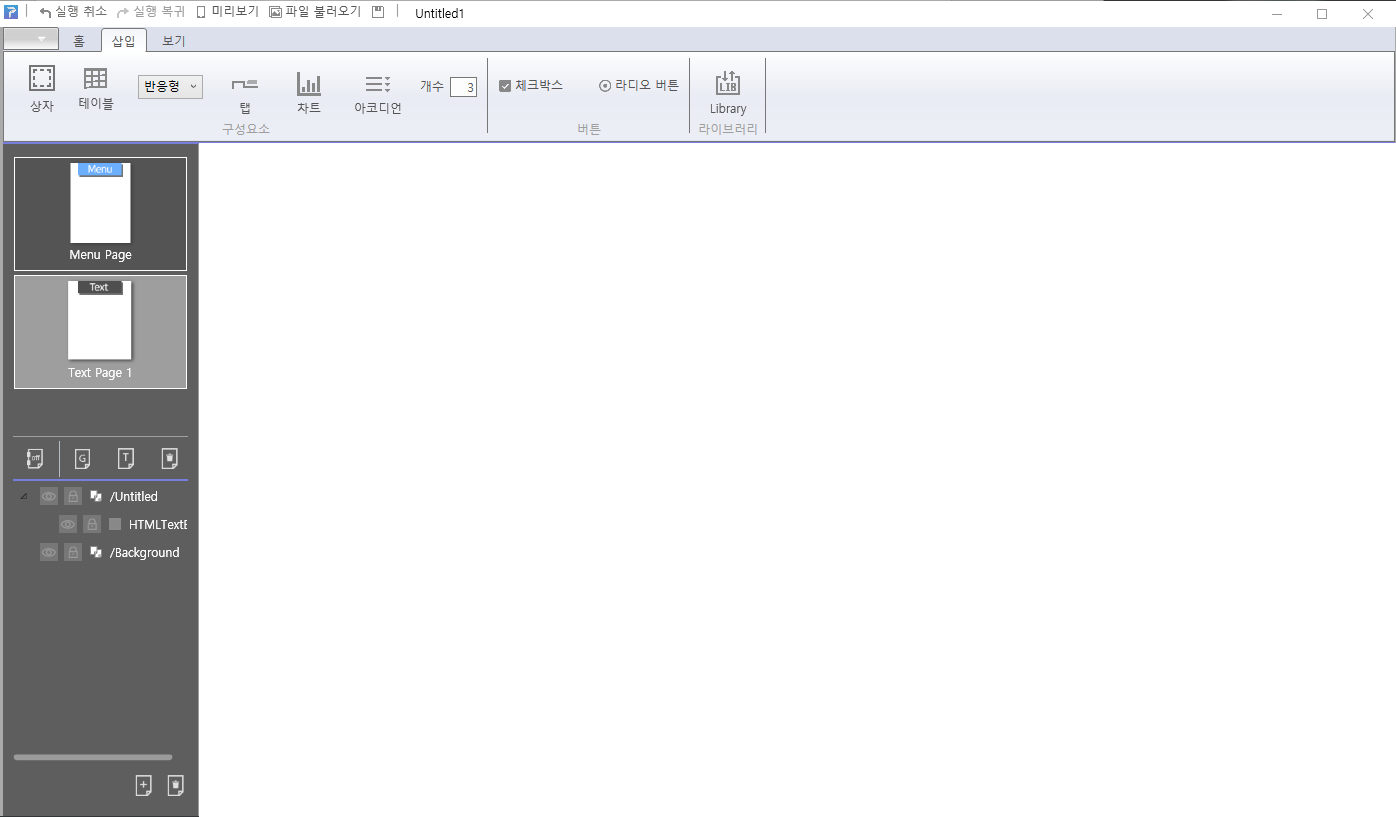 실행 취소 실행 복귀 미리보기 파일 불러오기 Untitled1
홈 삽입 보기
상자 테이블 반응형 탭 차트 아코디언 개수 3 체크박스 라디오 버튼 LIB Library
구성요소 버튼 라이브러리
Menu
Menu Page
Text
Text Page 1
off G T
/Untitled
HTMLTextB
/Background